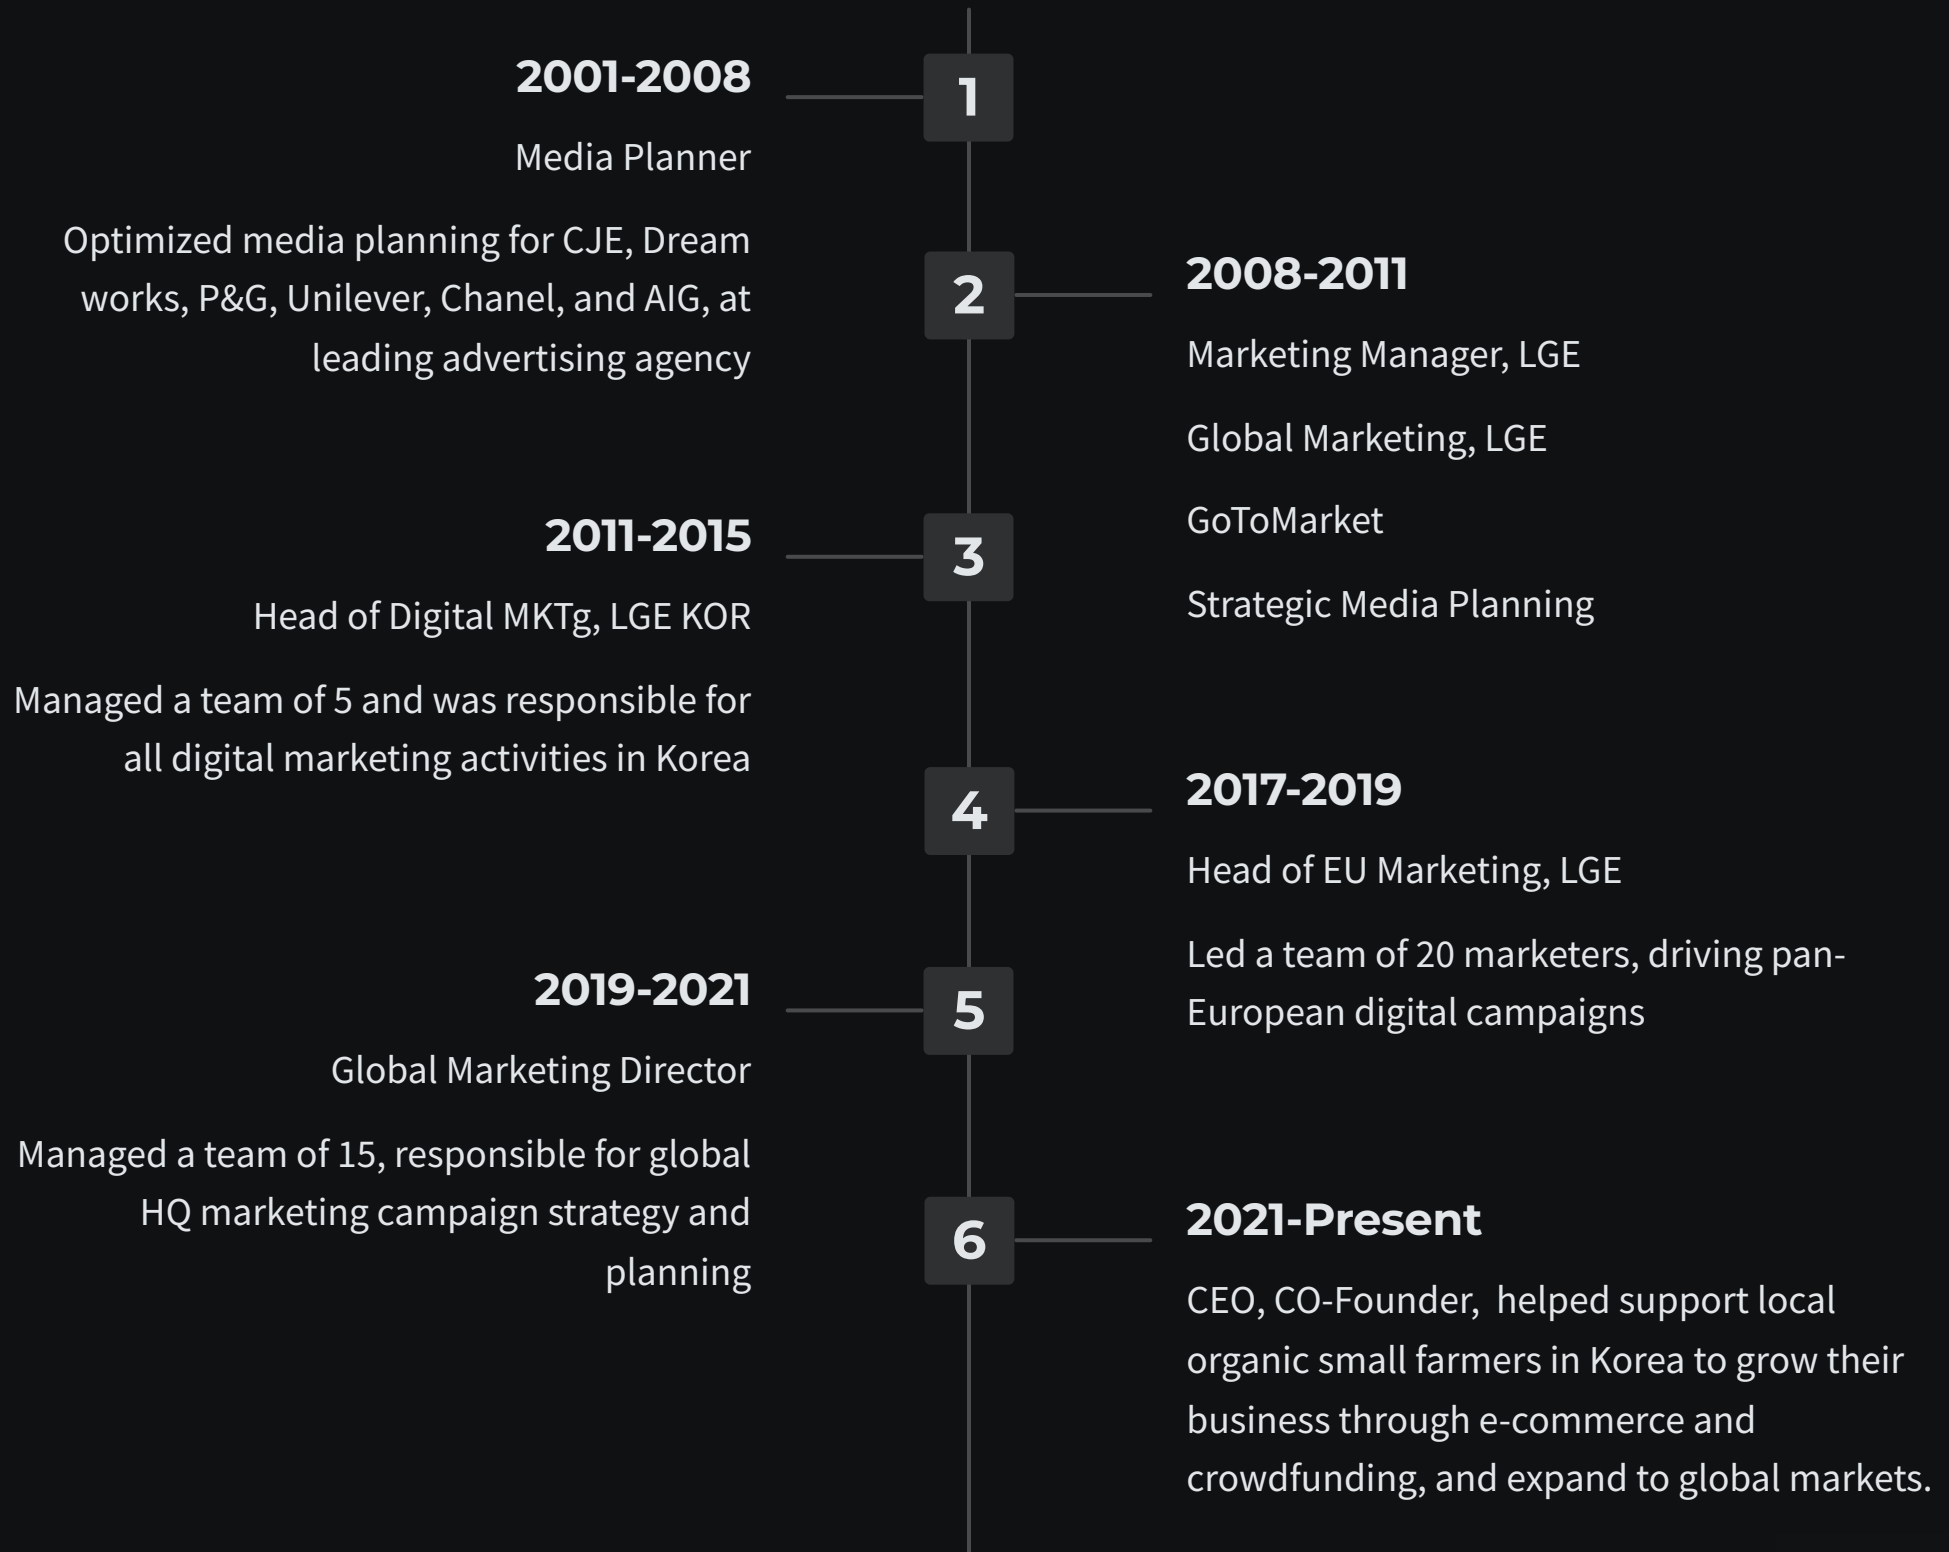 1
2001-2008
Media Planner
Optimized media planning for CJE, Dream
works, P&G, Unilever, Chanel, and AIG, at
leading advertising agency
2
2008-2011
Marketing Manager, LGE
Global Marketing, LGE
GoToMarket
Strategic Media Planning
3
2011-2015
Head of Digital MKTg, LGE KOR
Managed a team of 5 and was responsible for
all digital marketing activities in Korea
4
2017-2019
Head of EU Marketing, LGE
Led a team of 20 marketers, driving pan-
European digital campaigns
5
2019-2021
Global Marketing Director
Managed a team of 15, responsible for global
HQ marketing campaign strategy and
planning
6
2021-Present
CEO, CO-Founder,  helped support local
organic small farmers in Korea to grow their
business through e-commerce and
crowdfunding, and expand to global markets.